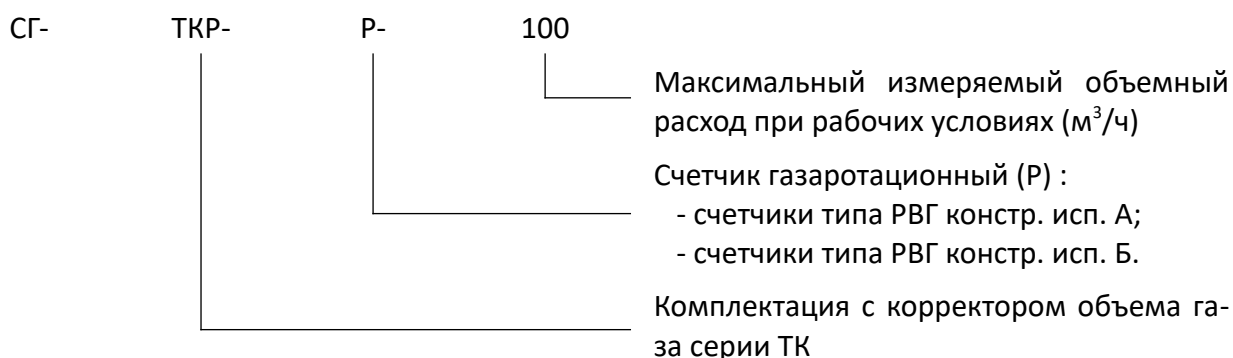 СГ- ТКР- Р- 100
Максимальный измеряемый объемный
расход при рабочих условиях (м³/ч)
Счетчик газаротационный (Р) :
- счетчики типа РВГ констр. исп. А;
- счетчики типа РВГ констр. исп. Б.
Комплектация с корректором объема га-
за серии ТК